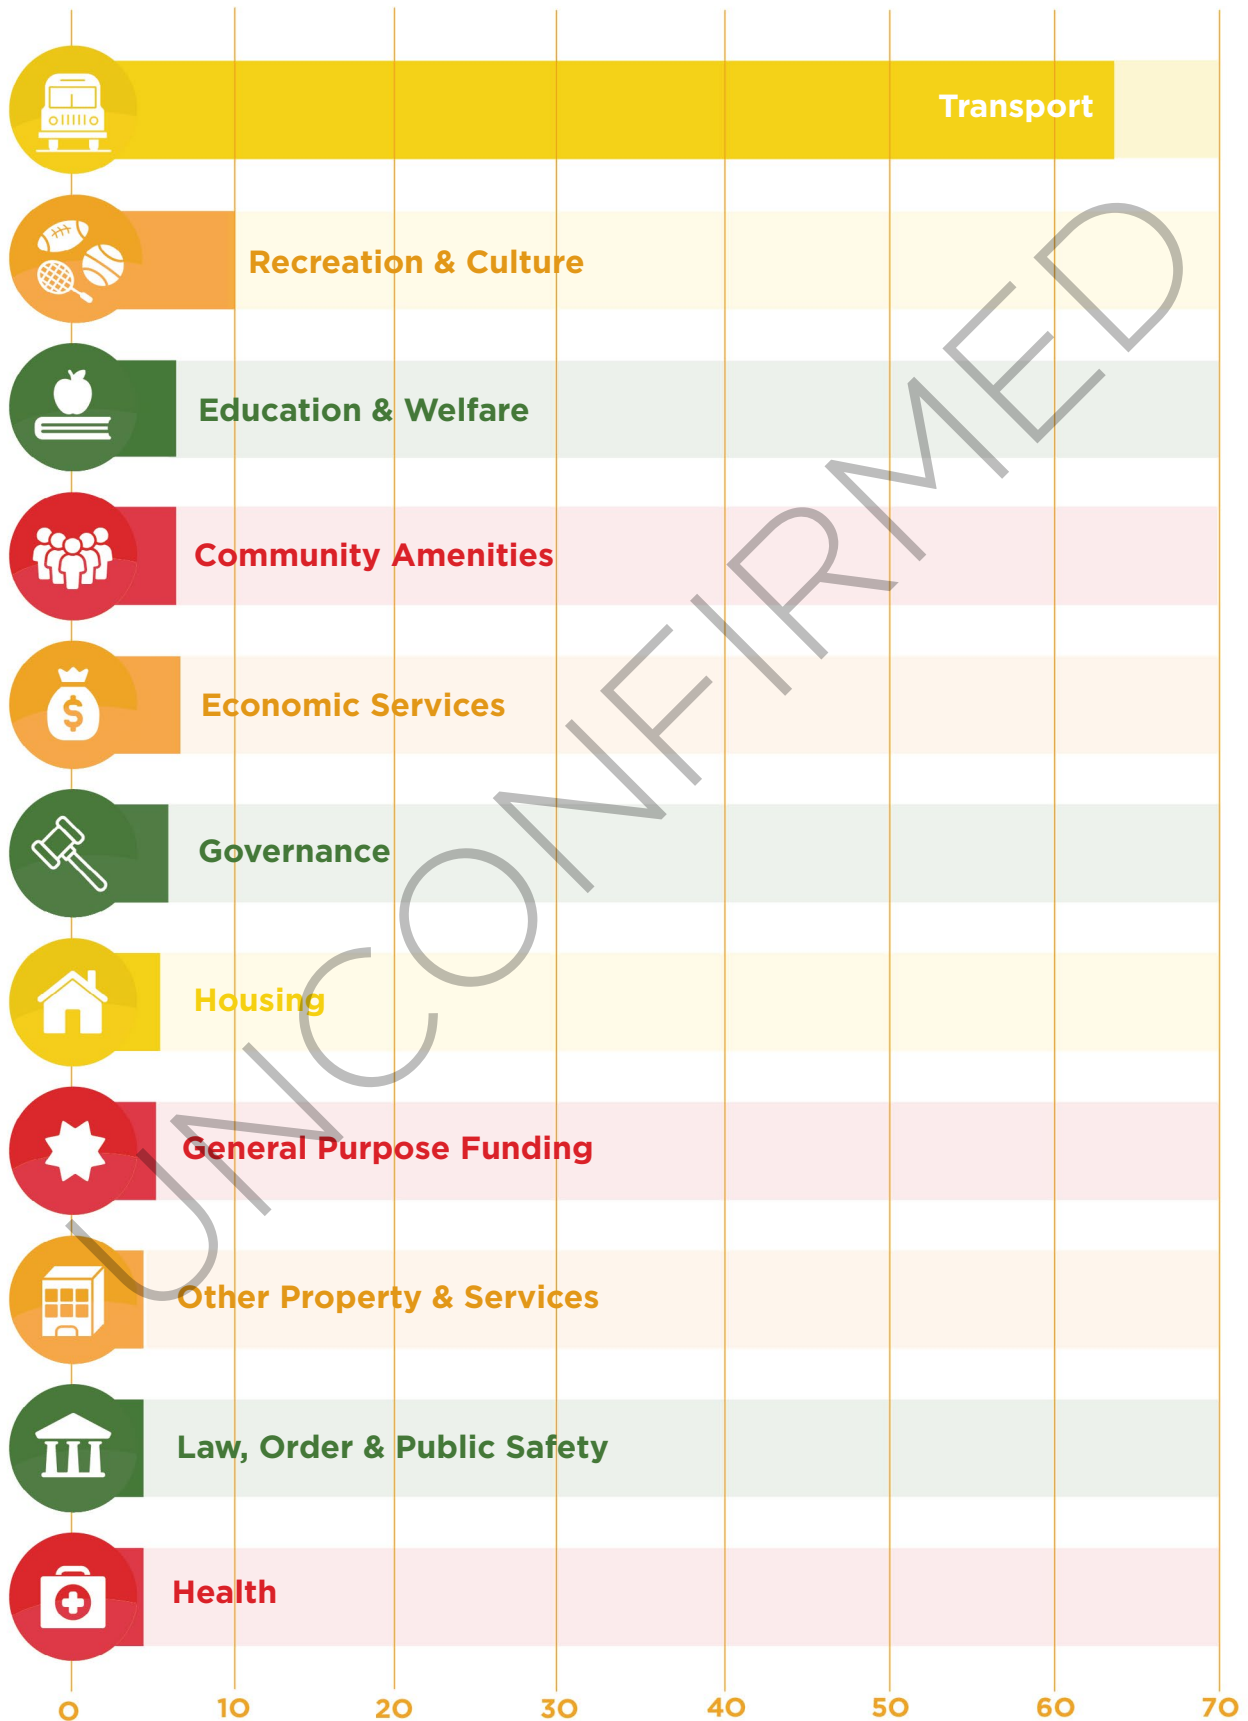 Transport
Recreation & Culture
Education & Welfare
Community Amenities
$
Economic Services
Governance
Housing
General Purpose Funding
Other Property & Services
Law, Order & Public Safety
Health
0 10 20 30 40 50 60 70
UNCONFIRMED